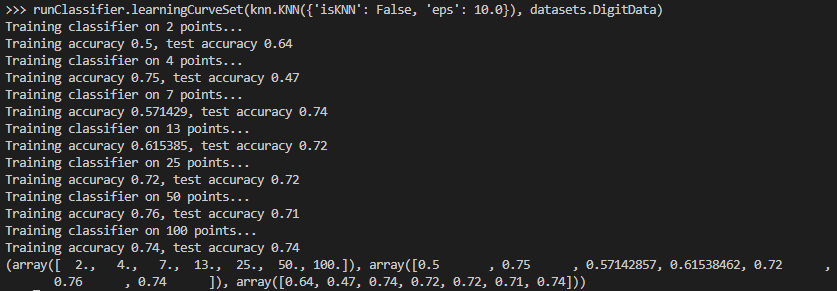 >>> runClassifier.learningCurveSet(knn.KNN({'isKNN': False, 'eps': 10.0}), datasets.DigitData)
Training classifier on 2 points...
Training accuracy 0.5, test accuracy 0.64
Training classifier on 4 points...
Training accuracy 0.75, test accuracy 0.47
Training classifier on 7 points...
Training accuracy 0.571429, test accuracy 0.74
Training classifier on 13 points...
Training accuracy 0.615385, test accuracy 0.72
Training classifier on 25 points...
Training accuracy 0.72, test accuracy 0.72
Training classifier on 50 points...
Training accuracy 0.76, test accuracy 0.71
Training classifier on 100 points...
Training accuracy 0.74, test accuracy 0.74
(array([  2.,   4.,   7.,  13.,  25.,  50., 100.]), array([0.5       , 0.75      , 0.57142857, 0.61538462, 0.72      ,
       0.76      , 0.74      ]), array([0.64, 0.47, 0.74, 0.72, 0.72, 0.71, 0.74]))